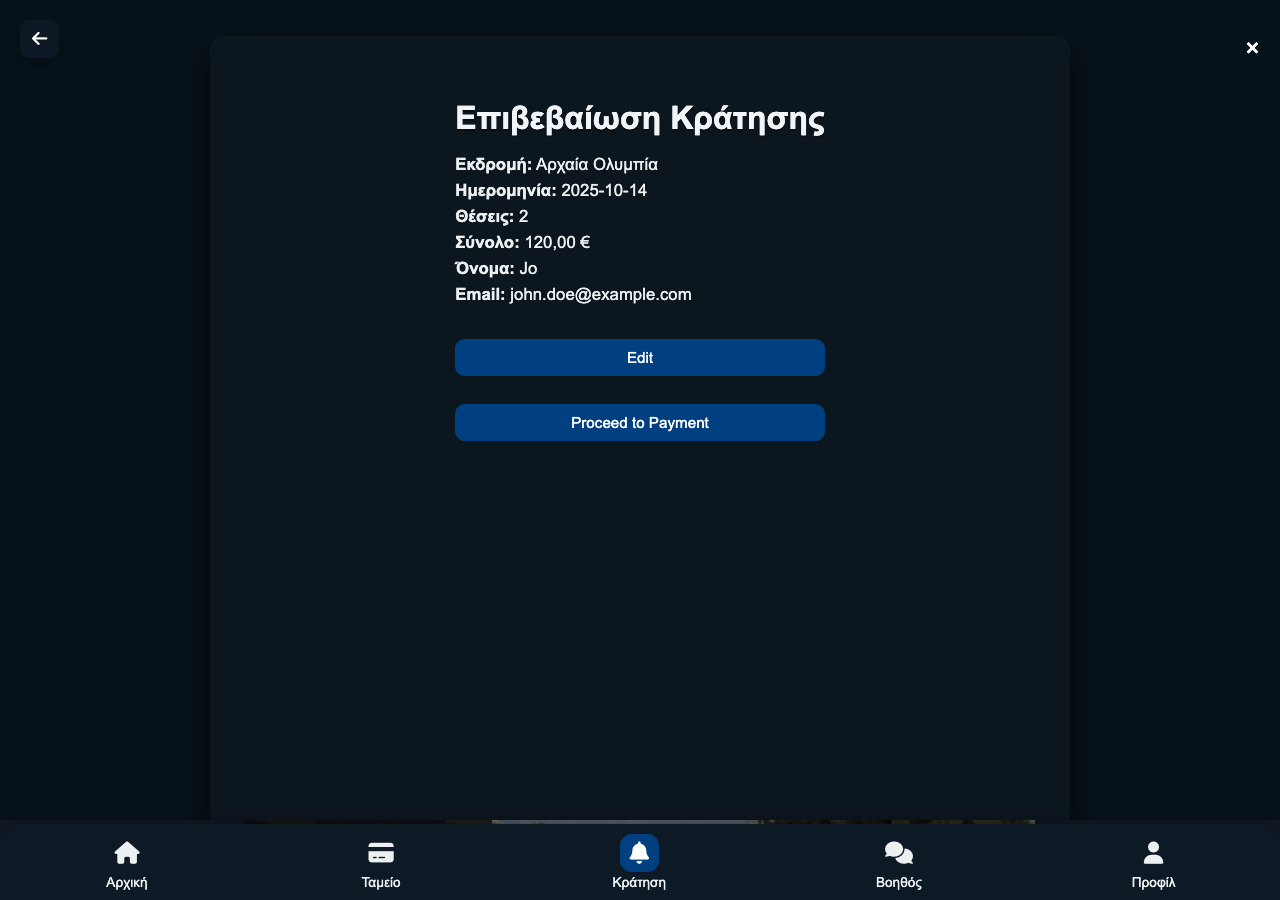 Επιβεβαίωση Κράτησης
Εκδρομή: Αρχαία Ολυμπία
Ημερομηνία: 2025-10-14
Θέσεις: 2
Σύνολο: 120,00 €
Όνομα: Jo
Email: john.doe@example.com
Edit
Proceed to Payment
Αρχική
Ταμείο
Κράτηση
Βοηθός
Προφίλ